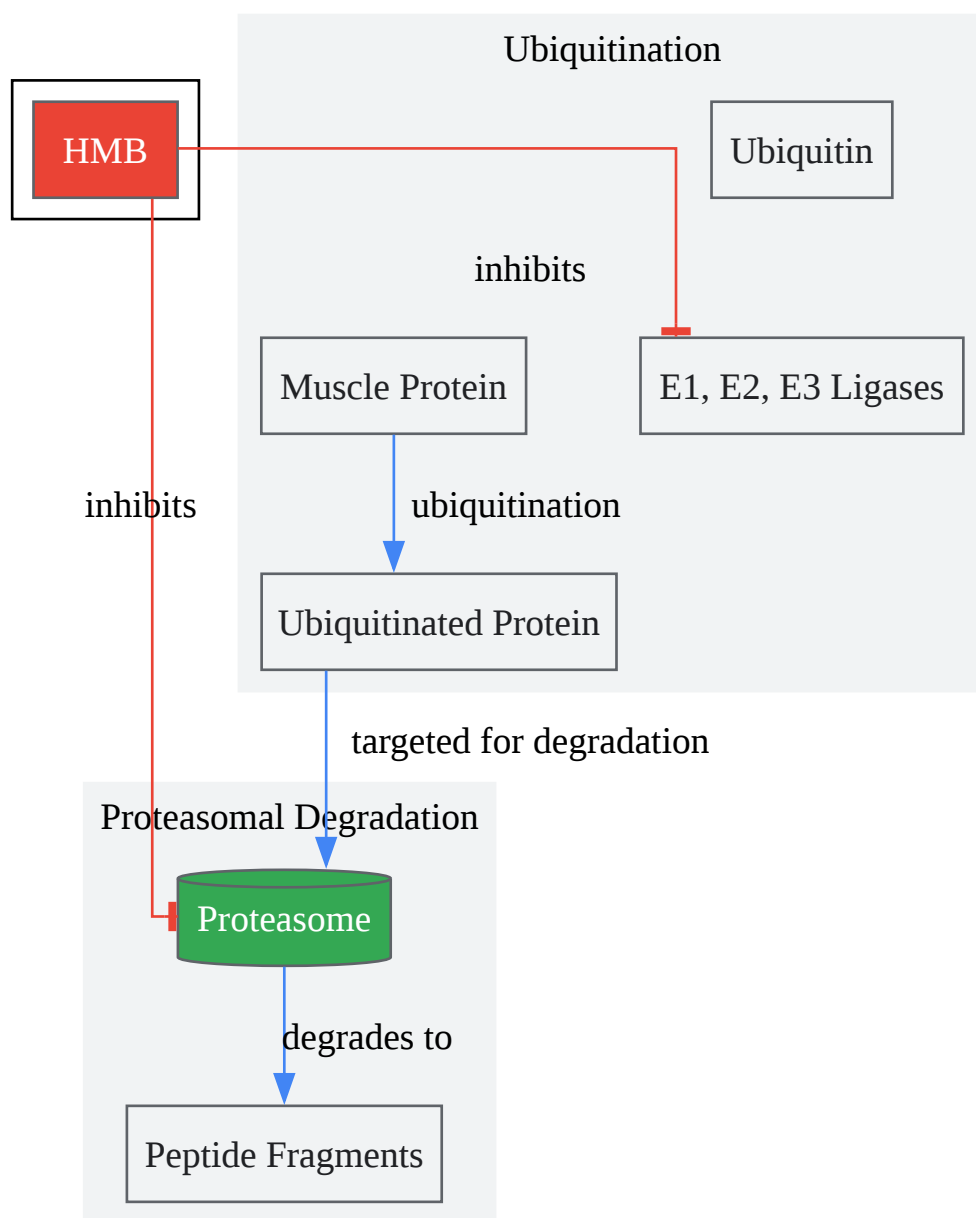 Ubiquitination
HMB
Ubiquitin
inhibits
Muscle Protein
E1, E2, E3 Ligases
inhibits
ubiquitination
Ubiquitinated Protein
targeted for degradation
Proteasomal Degradation
Proteasome
degrades to
Peptide Fragments